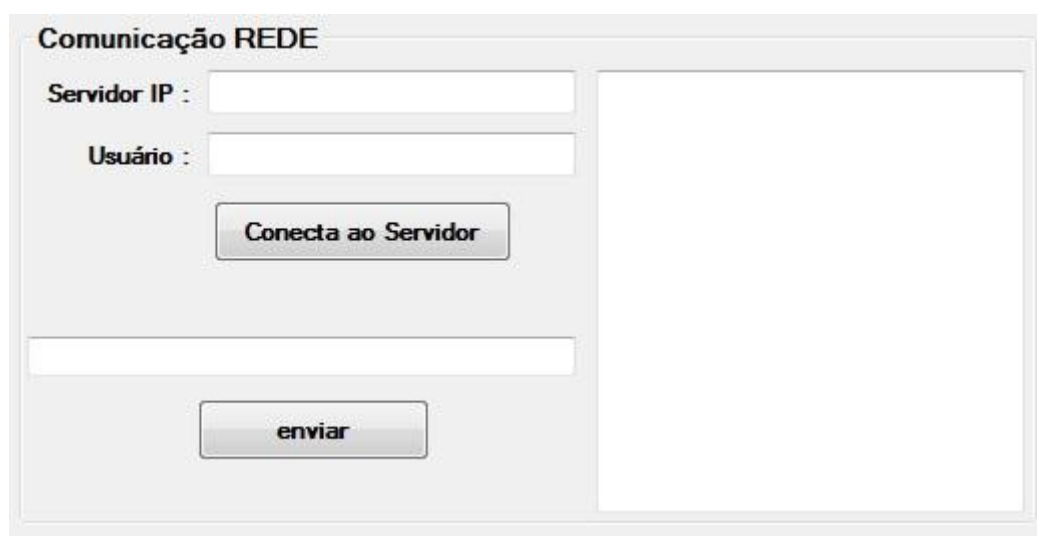 Comunicação REDE
Servidor IP :
Usuário :
Conecta ao Servidor
enviar